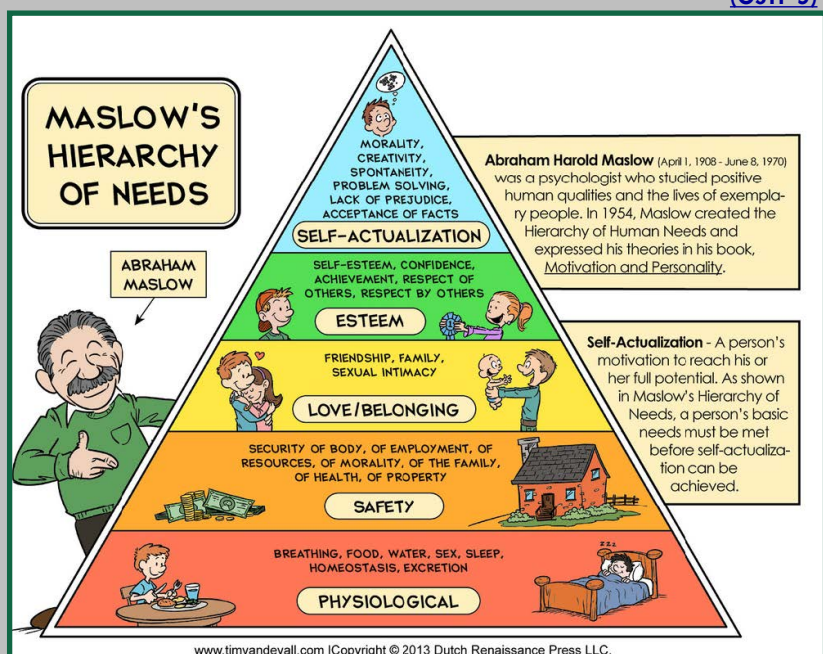 MASLOW'S
HIERARCHY
OF NEEDS
ABRAHAM
MASLOW
MORALITY,
CREATIVITY,
SPONTANEITY,
PROBLEM SOLVING,
LACK OF PREJUDICE,
ACCEPTANCE OF FACTS
SELF-ACTUALIZATION
SELF-ESTEEM, CONFIDENCE,
ACHIEVEMENT, RESPECT OF
OTHERS, RESPECT BY OTHERS
ESTEEM
FRIENDSHIP, FAMILY,
SEXUAL INTIMACY
LOVE/BELONGING
SECURITY OF BODY, OF EMPLOYMENT, OF
RESOURCES, OF MORALITY, OF THE FAMILY,
OF HEALTH, OF PROPERTY
SAFETY
BREATHING, FOOD, WATER, SEX, SLEEP,
HOMEOSTASIS, EXCRETION
PHYSIOLOGICAL
zzz
Abraham Harold Maslow (April 1, 1908 - June 8, 1970)
was a psychologist who studied positive
human qualities and the lives of exempla-
ry people. In 1954, Maslow created the
Hierarchy of Human Needs and
expressed his theories in his book,
Motivation and Personality.
Self-Actualization - A person's
motivation to reach his or
her full potential. As shown
in Maslow's Hierarchy of
Needs, a person's basic
needs must be met
before self-actualiza-
tion can be
achieved.
www.timvandevall.com |Copyright © 2013 Dutch Renaissance Press LLC.